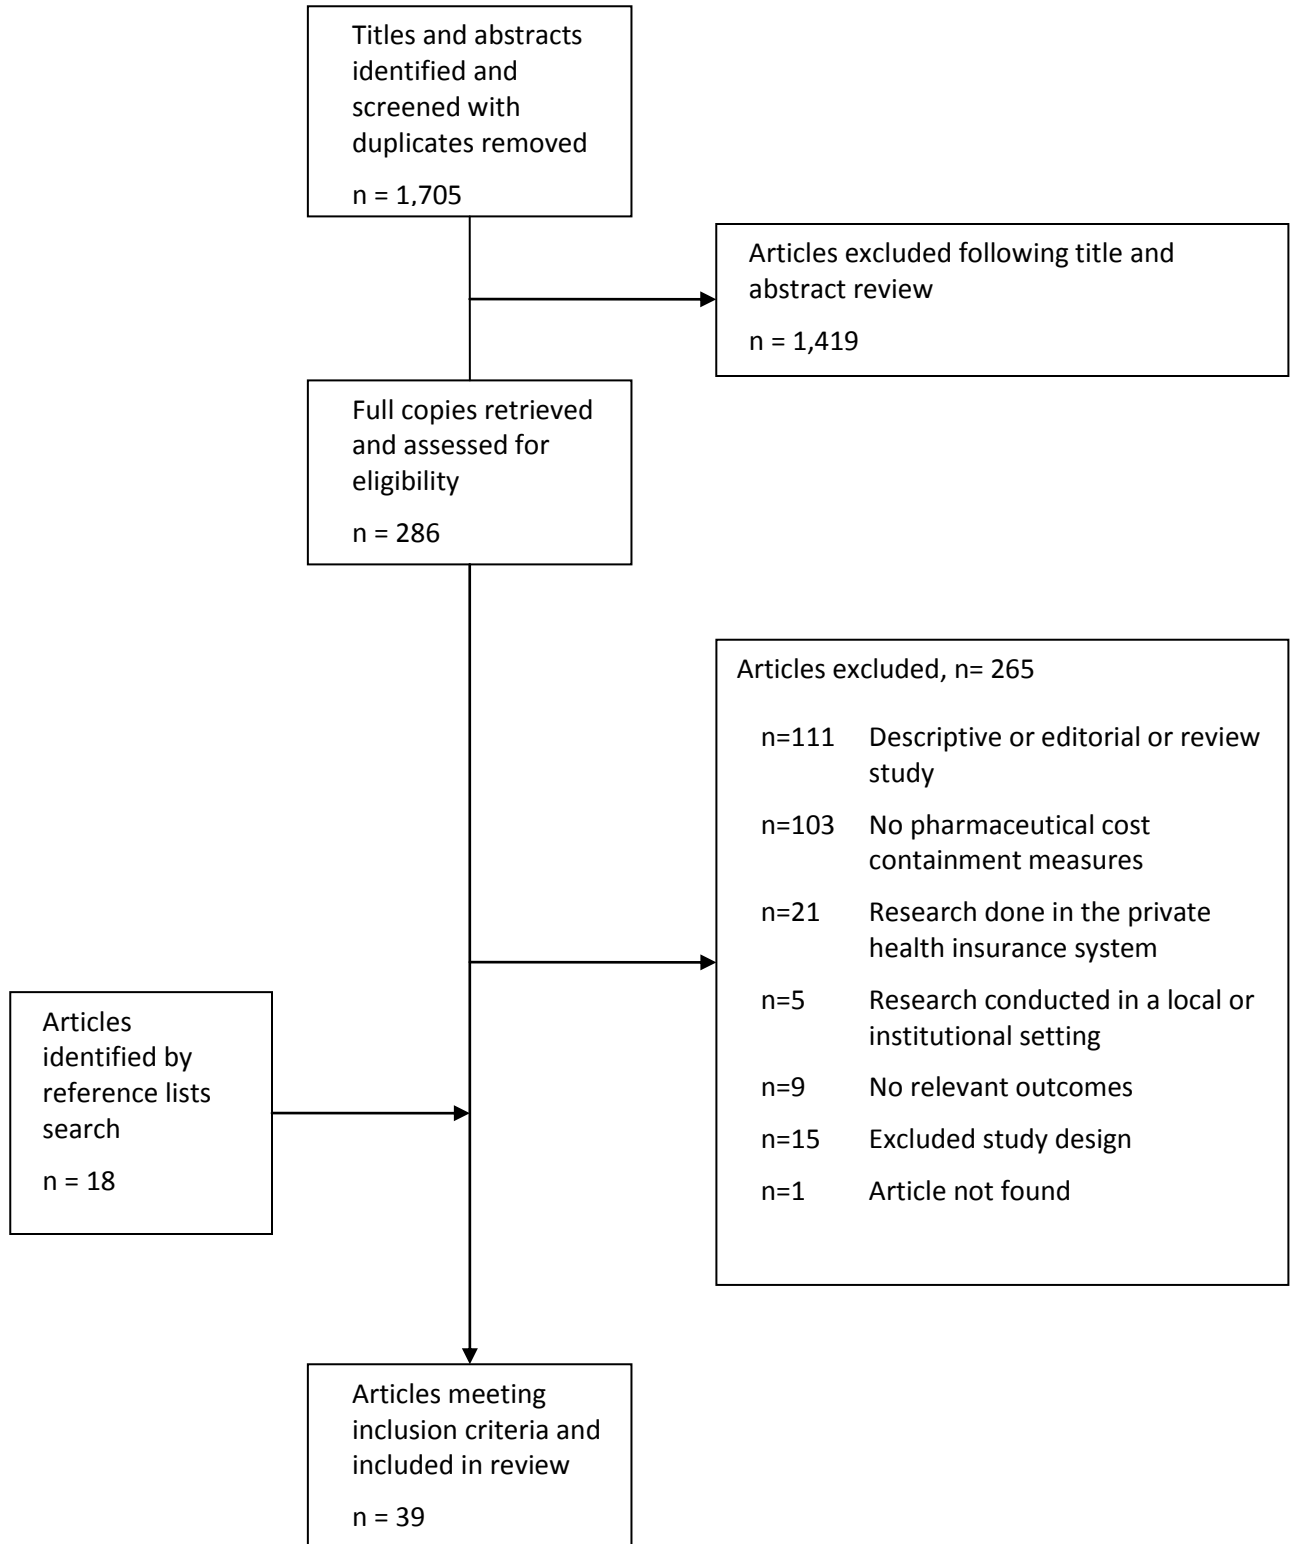 Titles and abstracts
identified and
screened with
duplicates removed
n = 1,705
Articles excluded following title and
abstract review
n = 1,419
Full copies retrieved
and assessed for
eligibility
n = 286
Articles excluded, n= 265
n=111 Descriptive or editorial or review
study
n=103 No pharmaceutical cost
containment measures
n=21 Research done in the private
health insurance system
n=5 Research conducted in a local or
institutional setting
n=9 No relevant outcomes
n=15 Excluded study design
n=1 Article not found
Articles
identified by
reference lists
search
n = 18
Articles meeting
inclusion criteria and
included in review
n = 39